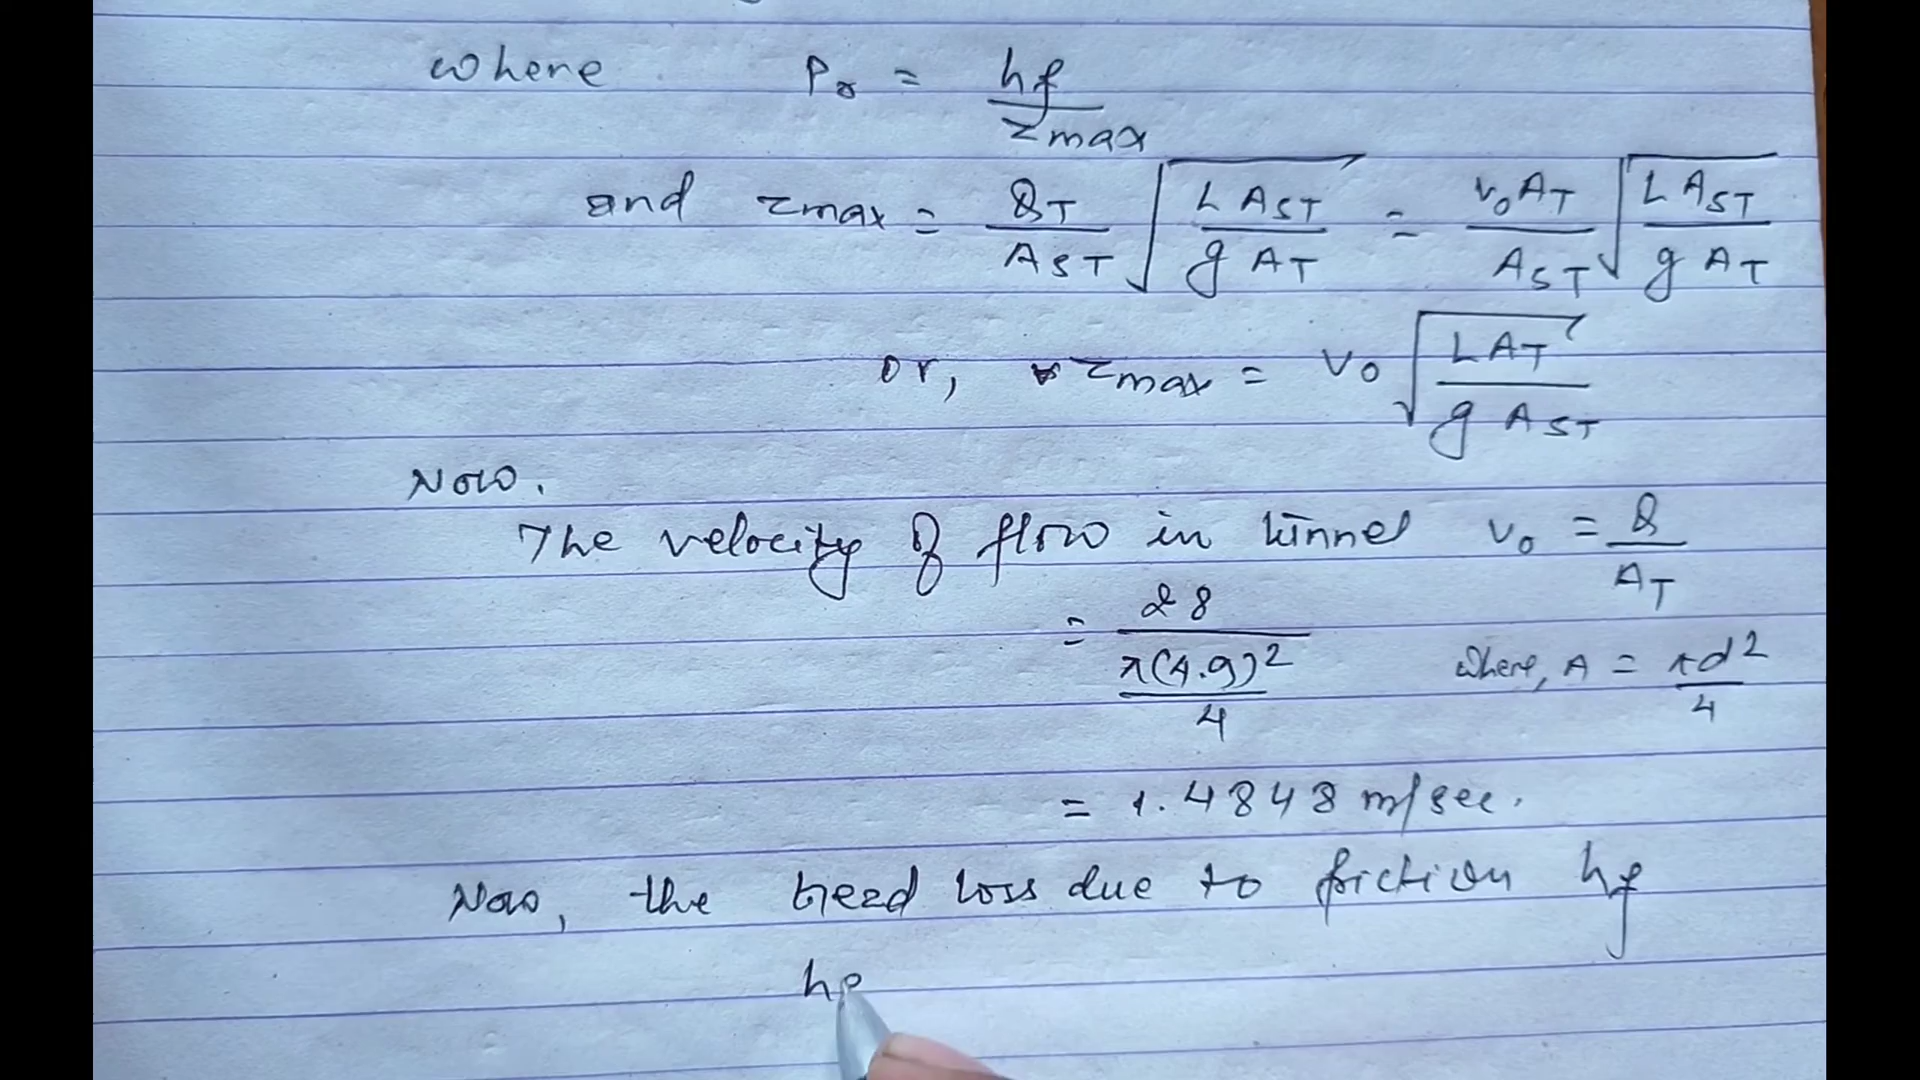 where P_r = hf / zmax
and zmax = Q_T / A_ST √(L A_ST / g A_T) = v₀A_T / A_ST √(L A_ST / g A_T)
or, zmax = v₀ √(L A_T / g A_ST)
Now.
The velocity of flow in tunnel v₀ = Q / A_T
= 28 / (π(4.9)² / 4) where, A = πd² / 4
= 1.4848 m/sec.
Now, the head loss due to friction hf
hf